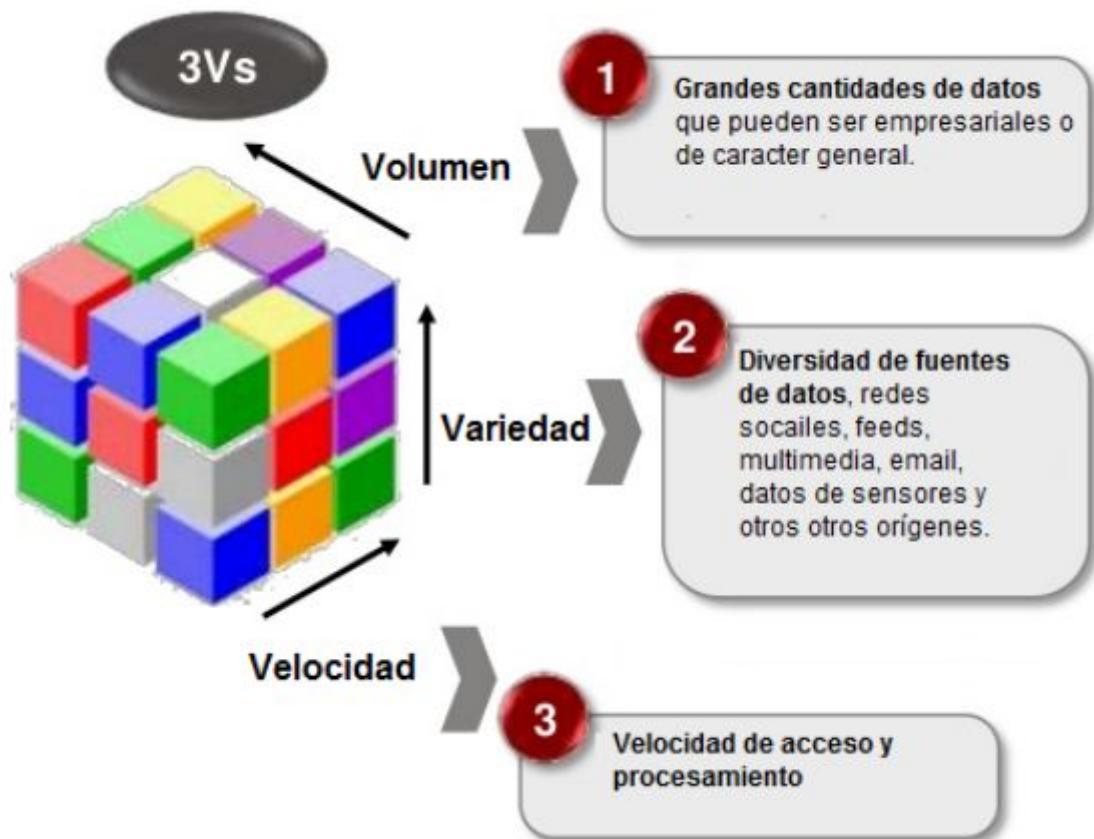 3Vs
Volumen
1
Grandes cantidades de datos
que pueden ser empresariales o
de caracter general.
Variedad
2
Diversidad de fuentes
de datos, redes
socailes, feeds,
multimedia, email,
datos de sensores y
otros otros orígenes.
Velocidad
3
Velocidad de acceso y
procesamiento